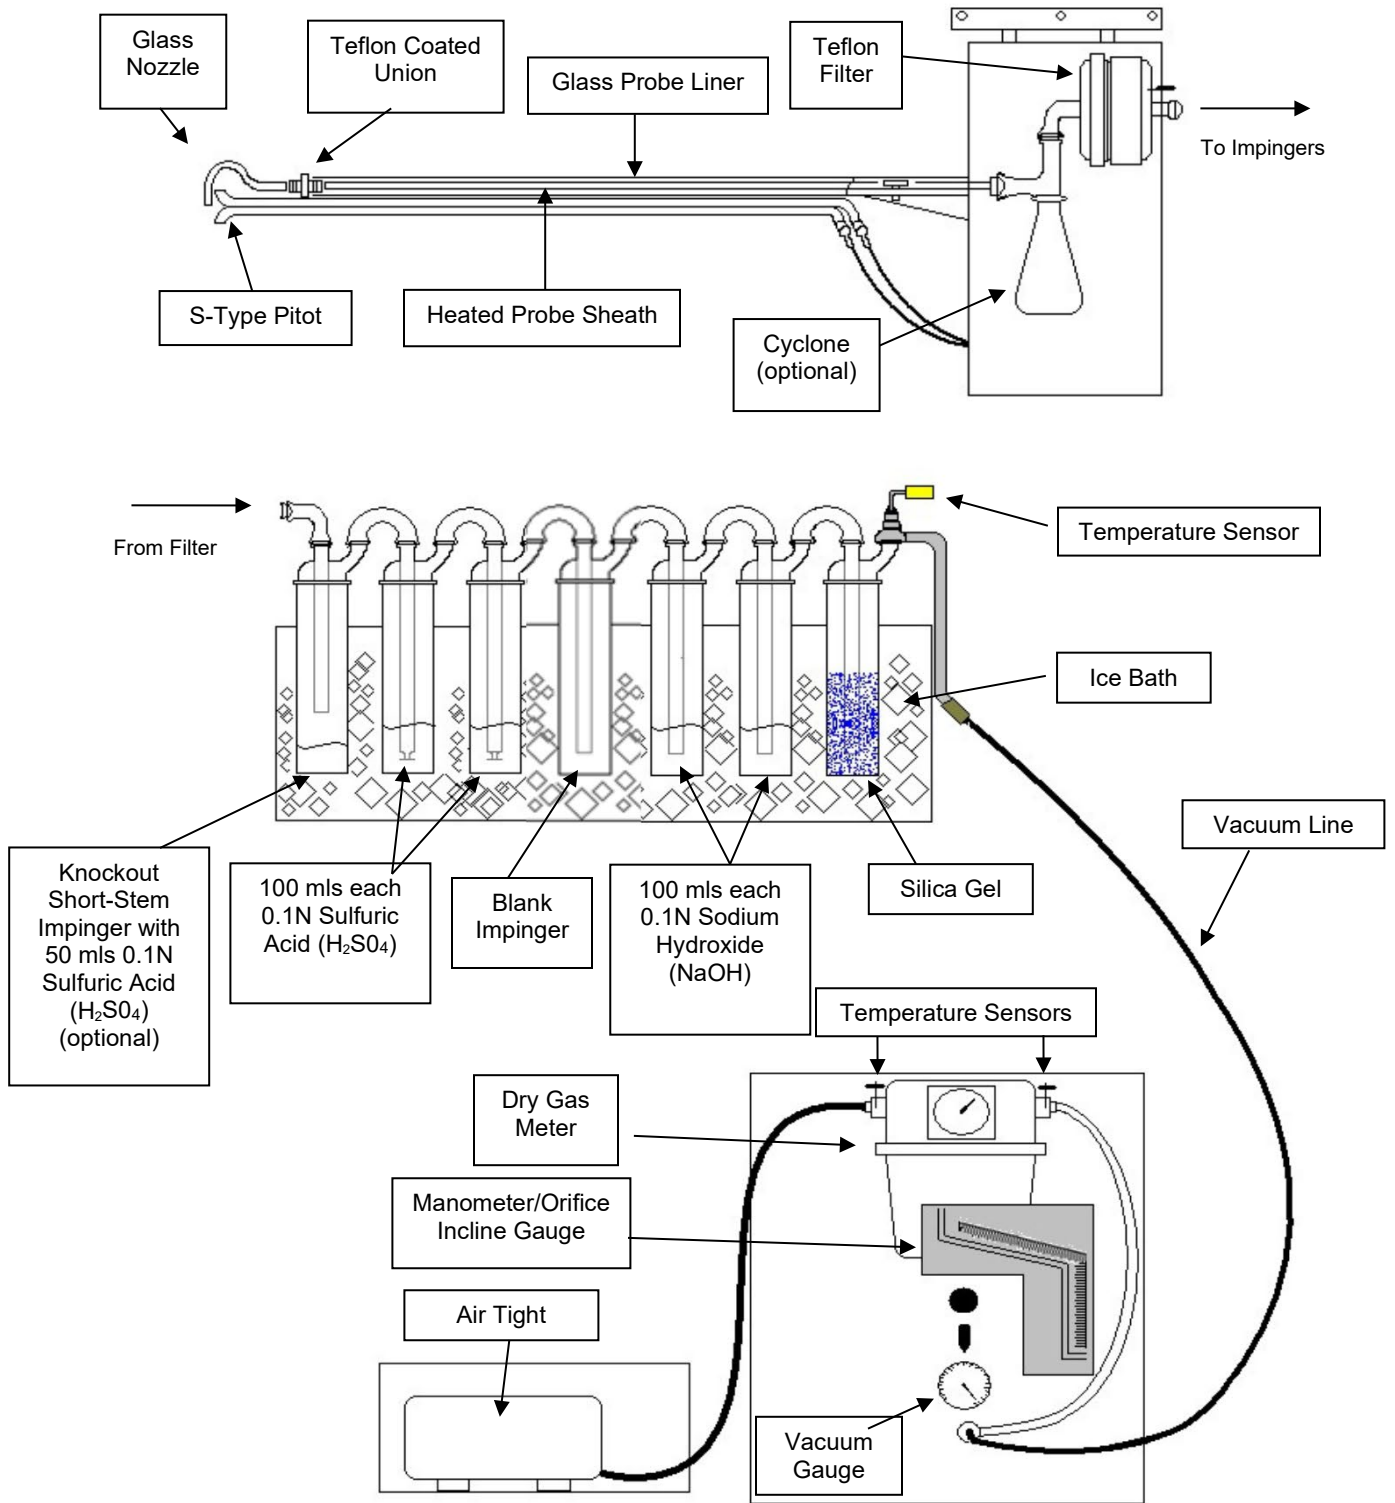 Glass
Nozzle
Teflon Coated
Union
Glass Probe Liner
Teflon
Filter
To Impingers
S-Type Pitot
Heated Probe Sheath
Cyclone
(optional)
From Filter
Temperature Sensor
Ice Bath
Vacuum Line
Knockout
Short-Stem
Impinger with
50 mls 0.1N
Sulfuric Acid
(H₂S0₄)
(optional)
100 mls each
0.1N Sulfuric
Acid (H₂S0₄)
Blank
Impinger
100 mls each
0.1N Sodium
Hydroxide
(NaOH)
Silica Gel
Temperature Sensors
Dry Gas
Meter
Manometer/Orifice
Incline Gauge
Air Tight
Vacuum
Gauge